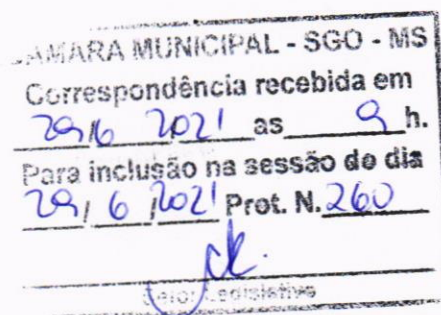 CÂMARA MUNICIPAL - SGO - MS
Correspondência recebida em
29/6 2021 as 9 h.
Para inclusão na sessão do dia
29/ 6 /2021 Prot. N. 260
Setor Legislativo